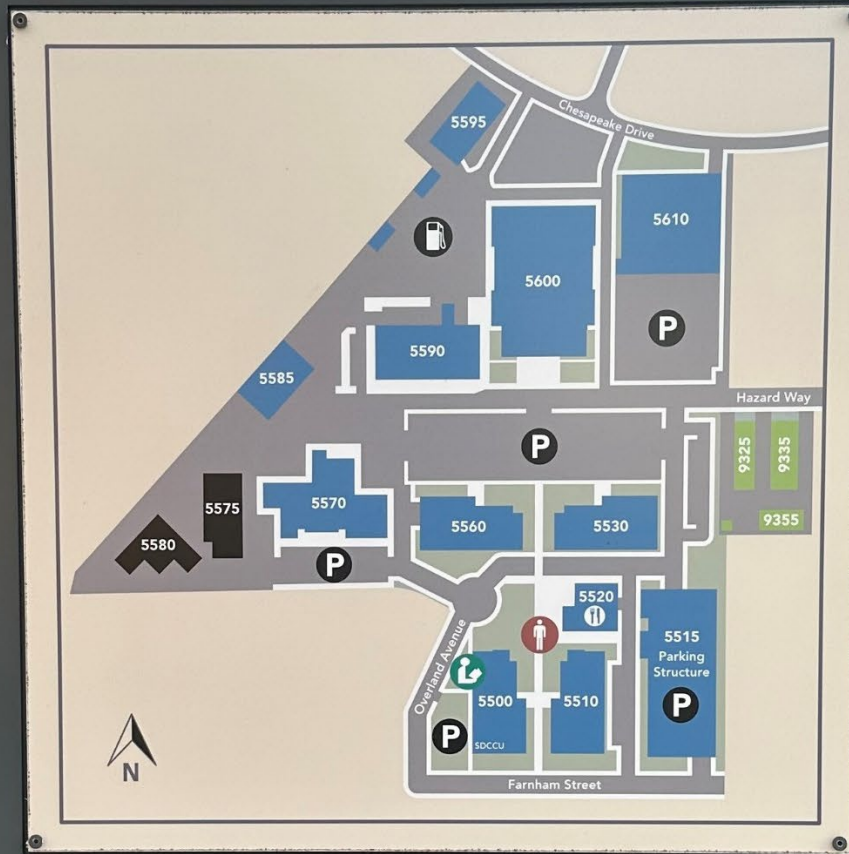 Chesapeake Drive
5595
5610
5600
P
5590
5585
Hazard Way
P
9325
9335
5575
5570
5560
5530
9355
5580
P
5520
5515
Parking
Structure
P
Overland Avenue
5500
5510
P
SDCCU
N
Farnham Street